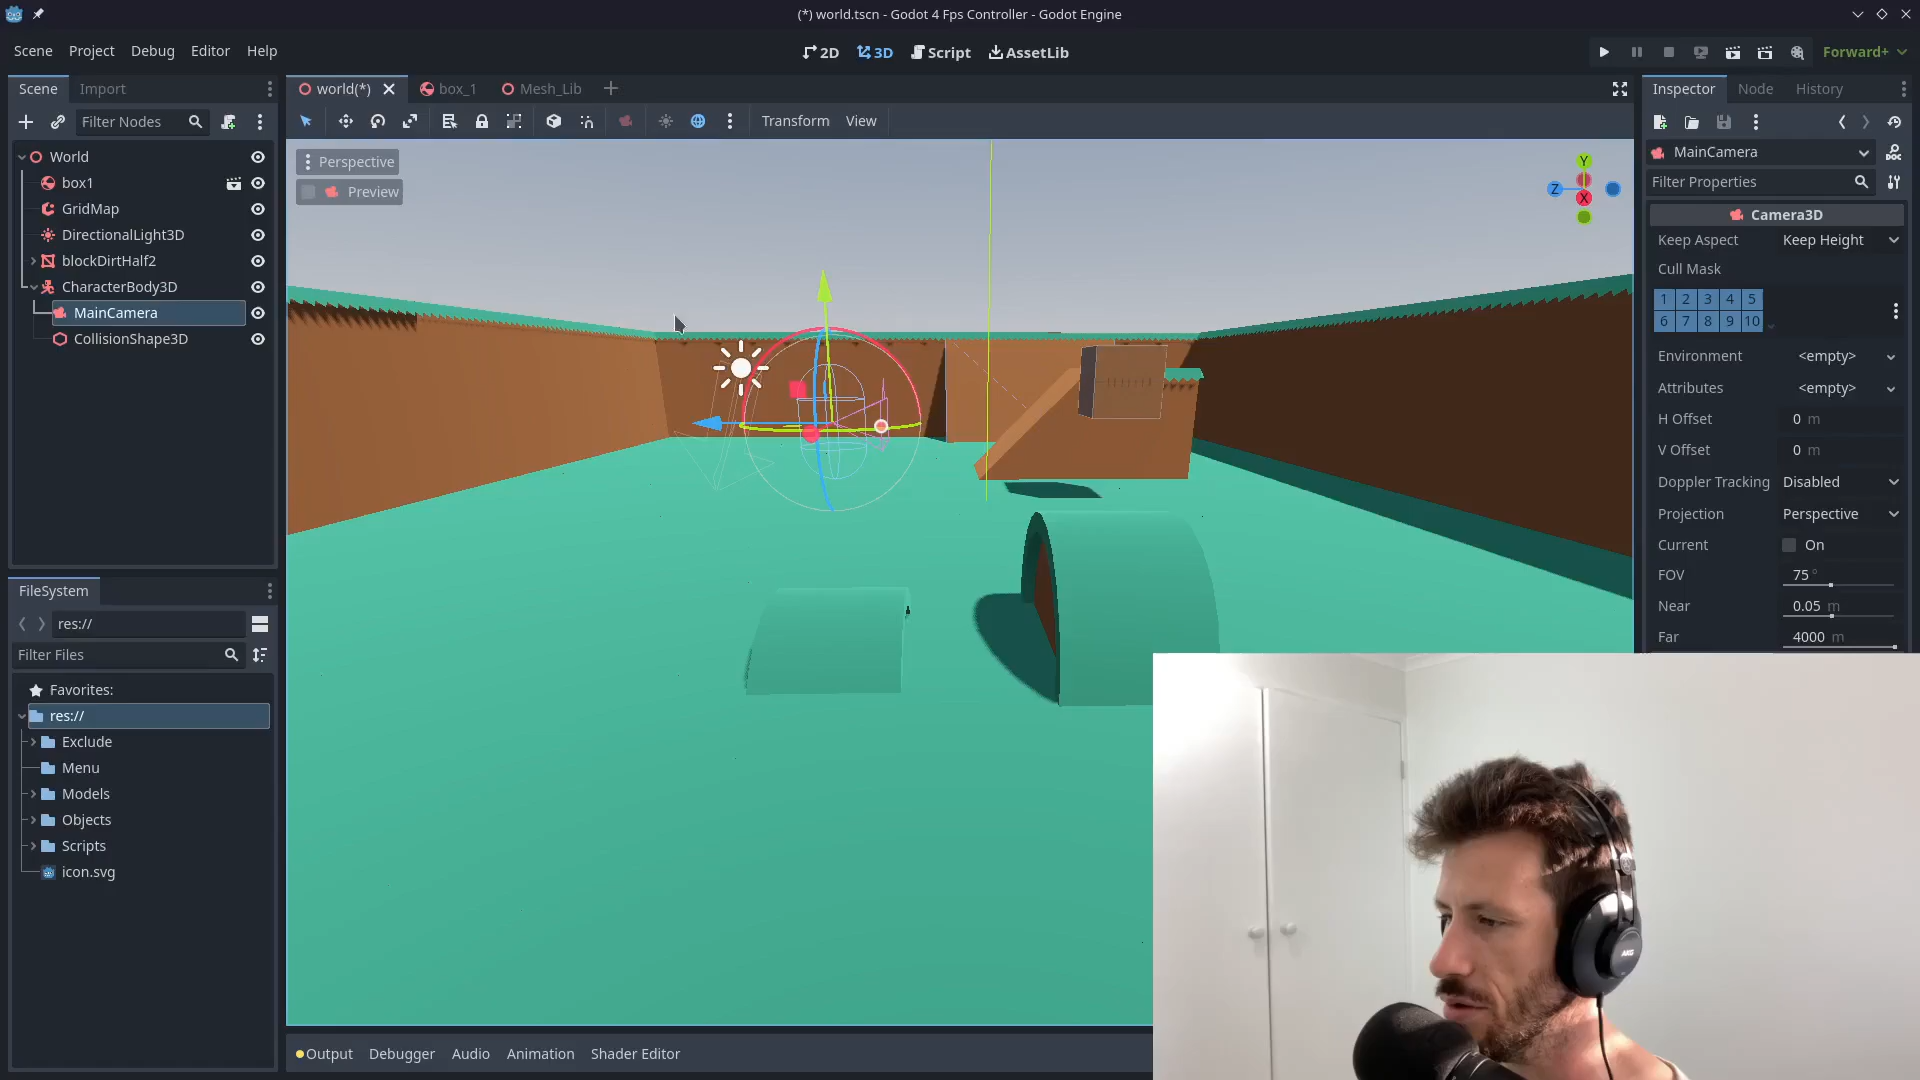 (*) world.tscn - Godot 4 Fps Controller - Godot Engine
Scene Project Debug Editor Help
2D 3D Script AssetLib
Forward+
Scene Import
world(*) box_1 Mesh_Lib
Inspector Node History
Filter Nodes
Transform View
World
box1
GridMap
DirectionalLight3D
blockDirtHalf2
CharacterBody3D
MainCamera
CollisionShape3D
Perspective
Preview
Y
Z
X
MainCamera
Filter Properties
Camera3D
Keep Aspect Keep Height
Cull Mask
1 2 3 4 5
6 7 8 9 10
Environment <empty>
Attributes <empty>
H Offset 0 m
V Offset 0 m
Doppler Tracking Disabled
Projection Perspective
Current On
FOV 75 °
Near 0.05 m
Far 4000 m
FileSystem
res://
Filter Files
Favorites:
res://
Exclude
Menu
Models
Objects
Scripts
icon.svg
Output Debugger Audio Animation Shader Editor
AKG